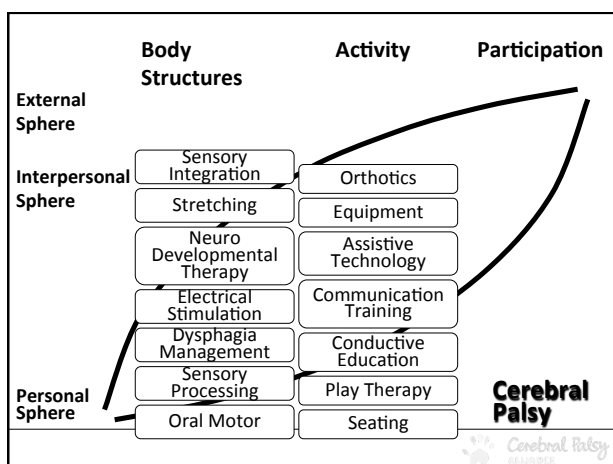 Body
Structures
Activity
Participation
External
Sphere
Interpersonal
Sphere
Personal
Sphere
Sensory
Integration
Stretching
Neuro
Developmental
Therapy
Electrical
Stimulation
Dysphagia
Management
Sensory
Processing
Oral Motor
Orthotics
Equipment
Assistive
Technology
Communication
Training
Conductive
Education
Play Therapy
Seating
Cerebral
Palsy
Cerebral Palsy